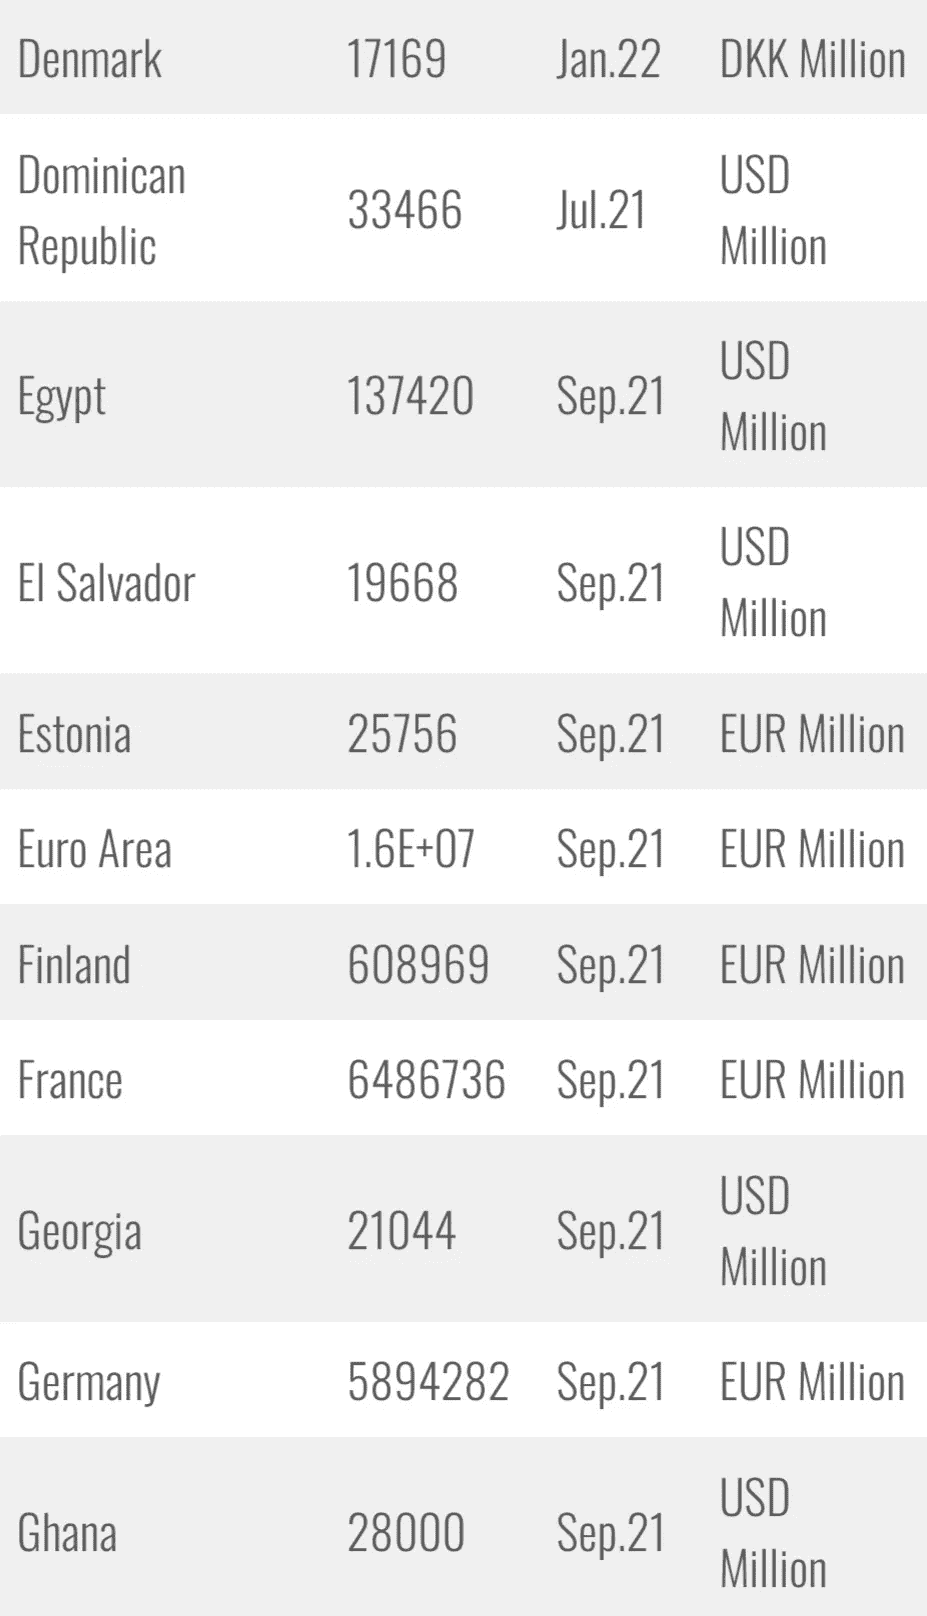 Denmark 17169 Jan.22 DKK Million
Dominican Republic 33466 Jul.21 USD Million
Egypt 137420 Sep.21 USD Million
El Salvador 19668 Sep.21 USD Million
Estonia 25756 Sep.21 EUR Million
Euro Area 1.6E+07 Sep.21 EUR Million
Finland 608969 Sep.21 EUR Million
France 6486736 Sep.21 EUR Million
Georgia 21044 Sep.21 USD Million
Germany 5894282 Sep.21 EUR Million
Ghana 28000 Sep.21 USD Million